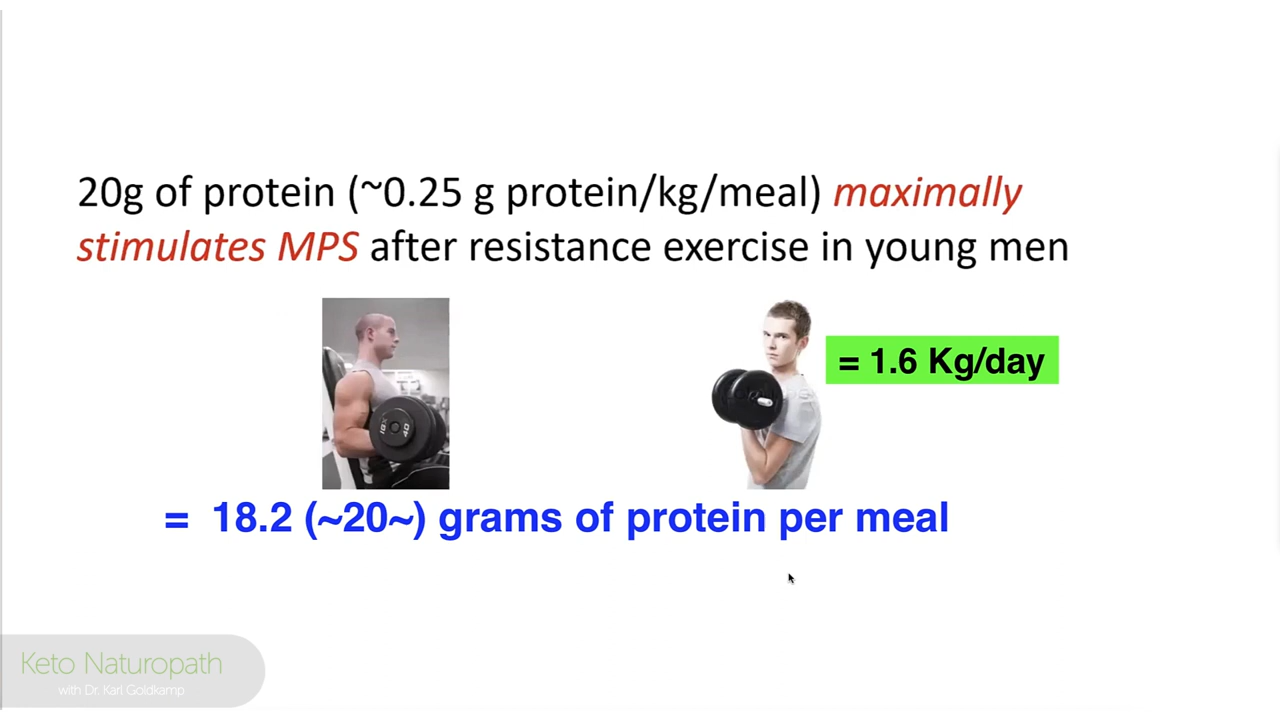 20g of protein (~0.25 g protein/kg/meal) maximally
stimulates MPS after resistance exercise in young men
= 1.6 Kg/day
= 18.2 (~20~) grams of protein per meal
Keto Naturopath
with Dr. Karl Goldkamp